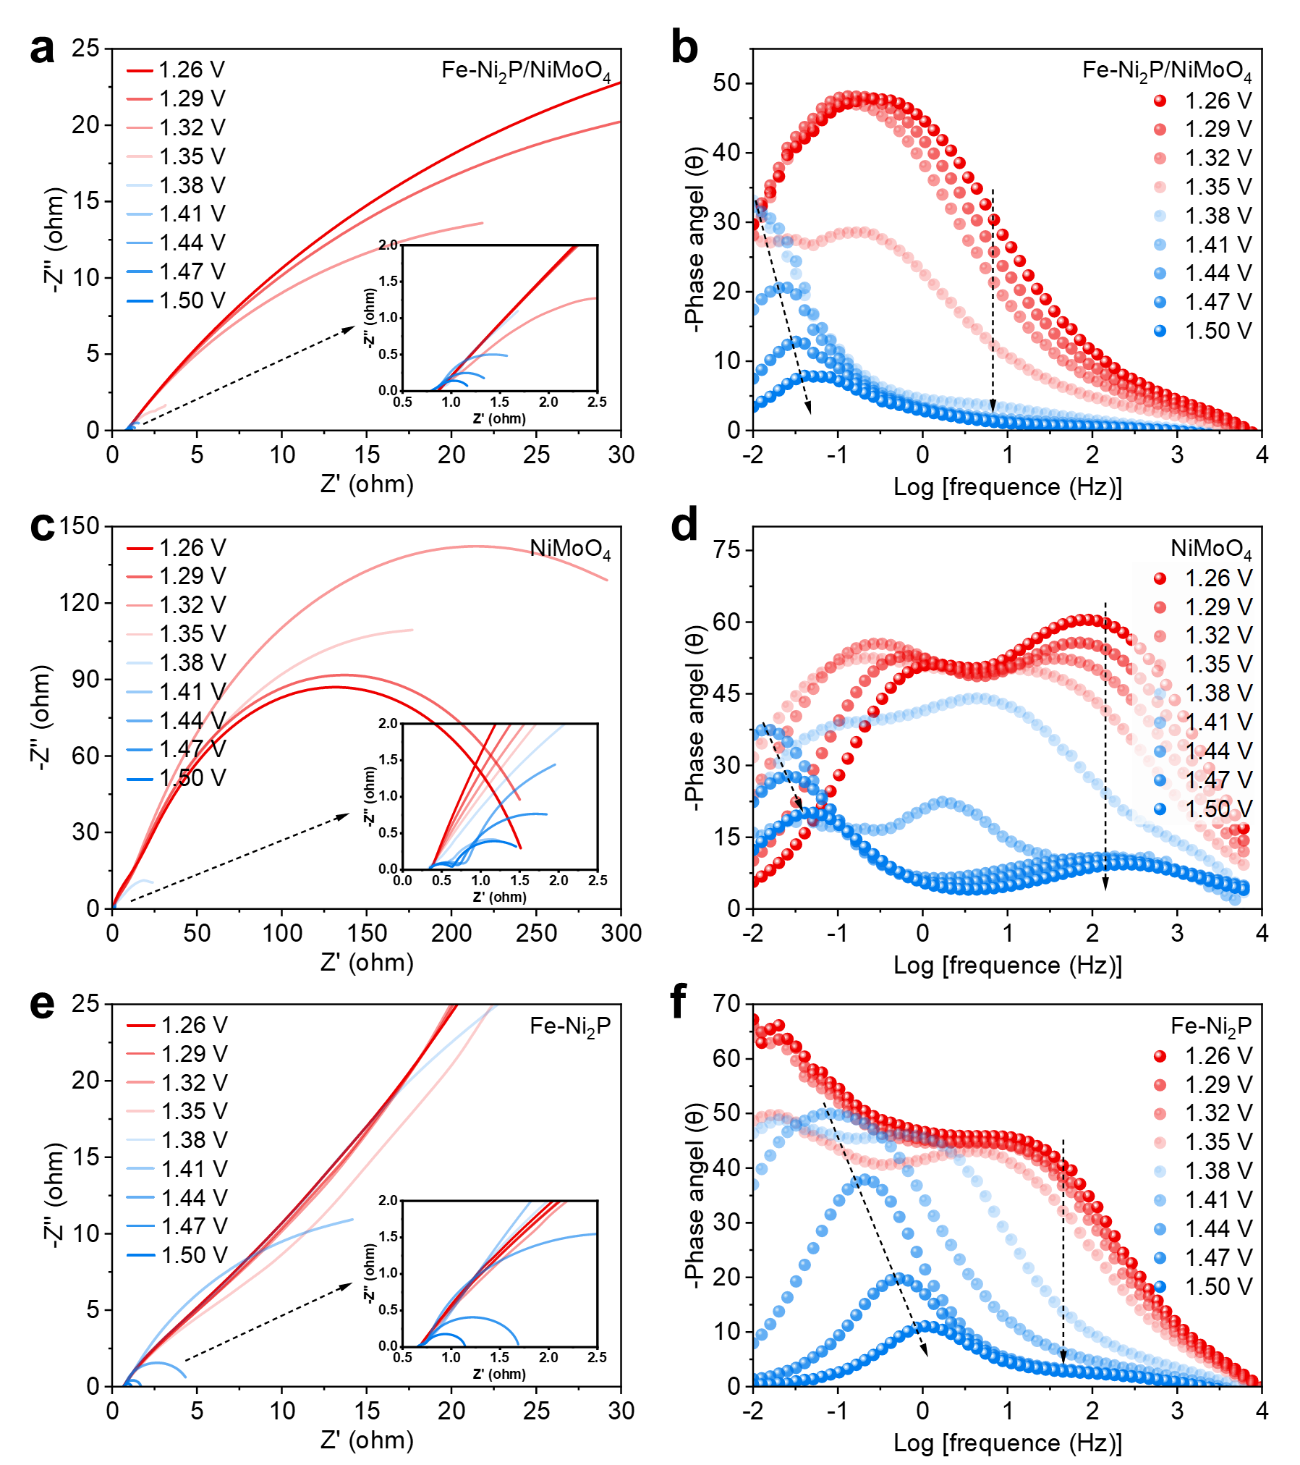 a
Fe-Ni₂P/NiMoO₄
1.26 V
1.29 V
1.32 V
1.35 V
1.38 V
1.41 V
1.44 V
1.47 V
1.50 V
25
20
15
10
5
0
-Z'' (ohm)
0 5 10 15 20 25 30
Z' (ohm)
2.0
1.5
1.0
0.5
0.0
-Z'' (ohm)
0.5 1.0 1.5 2.0 2.5
Z' (ohm)
b
Fe-Ni₂P/NiMoO₄
1.26 V
1.29 V
1.32 V
1.35 V
1.38 V
1.41 V
1.44 V
1.47 V
1.50 V
50
40
30
20
10
0
-Phase angel (θ)
-2 -1 0 1 2 3 4
Log [frequence (Hz)]
c
NiMoO₄
1.26 V
1.29 V
1.32 V
1.35 V
1.38 V
1.41 V
1.44 V
1.47 V
1.50 V
150
120
90
60
30
0
-Z'' (ohm)
0 50 100 150 200 250 300
Z' (ohm)
2.0
1.5
1.0
0.5
0.0
-Z'' (ohm)
0.0 0.5 1.0 1.5 2.0 2.5
Z' (ohm)
d
NiMoO₄
1.26 V
1.29 V
1.32 V
1.35 V
1.38 V
1.41 V
1.44 V
1.47 V
1.50 V
75
60
45
30
15
0
-Phase angel (θ)
-2 -1 0 1 2 3 4
Log [frequence (Hz)]
e
Fe-Ni₂P
1.26 V
1.29 V
1.32 V
1.35 V
1.38 V
1.41 V
1.44 V
1.47 V
1.50 V
25
20
15
10
5
0
-Z'' (ohm)
0 5 10 15 20 25 30
Z' (ohm)
2.0
1.5
1.0
0.5
0.0
-Z'' (ohm)
0.5 1.0 1.5 2.0 2.5
Z' (ohm)
f
Fe-Ni₂P
1.26 V
1.29 V
1.32 V
1.35 V
1.38 V
1.41 V
1.44 V
1.47 V
1.50 V
70
60
50
40
30
20
10
0
-Phase angel (θ)
-2 -1 0 1 2 3 4
Log [frequence (Hz)]